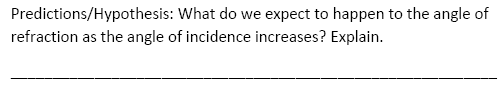 Predictions/Hypothesis: What do we expect to happen to the angle of
refraction as the angle of incidence increases? Explain.